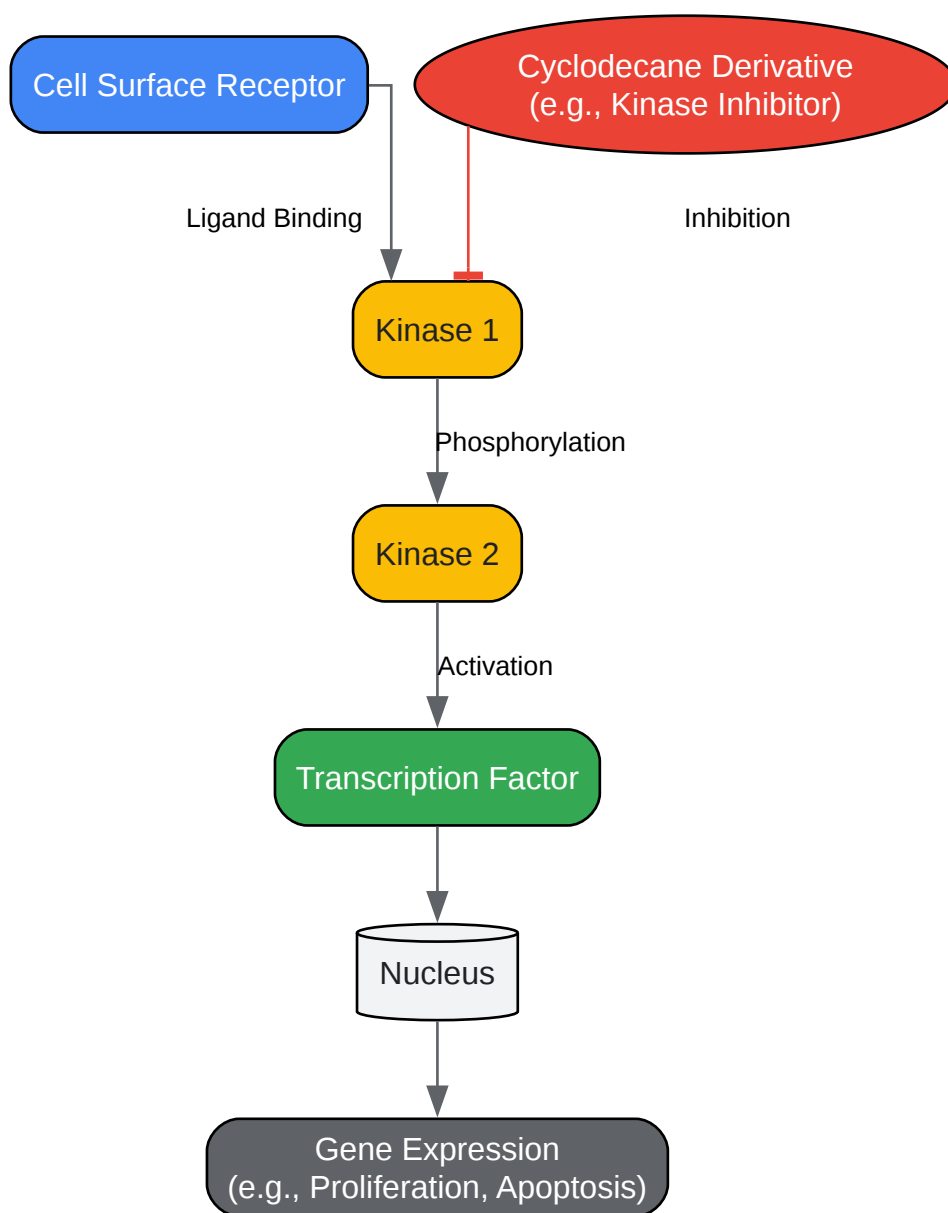 Cell Surface Receptor
Cyclodecane Derivative
(e.g., Kinase Inhibitor)
Ligand Binding
Inhibition
Kinase 1
Phosphorylation
Kinase 2
Activation
Transcription Factor
Nucleus
Gene Expression
(e.g., Proliferation, Apoptosis)